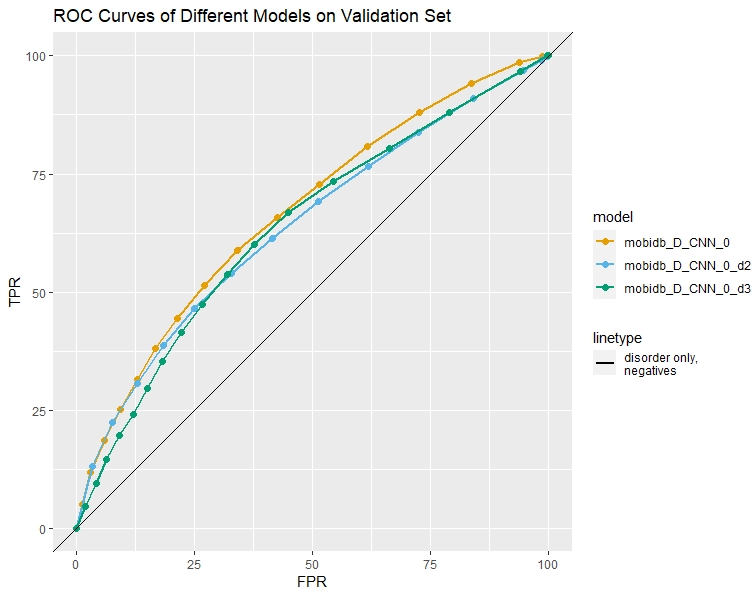 ROC Curves of Different Models on Validation Set
100
75
50
25
0
TPR
0 25 50 75 100
FPR
model
mobidb_D_CNN_0
mobidb_D_CNN_0_d2
mobidb_D_CNN_0_d3
linetype
disorder only,
negatives